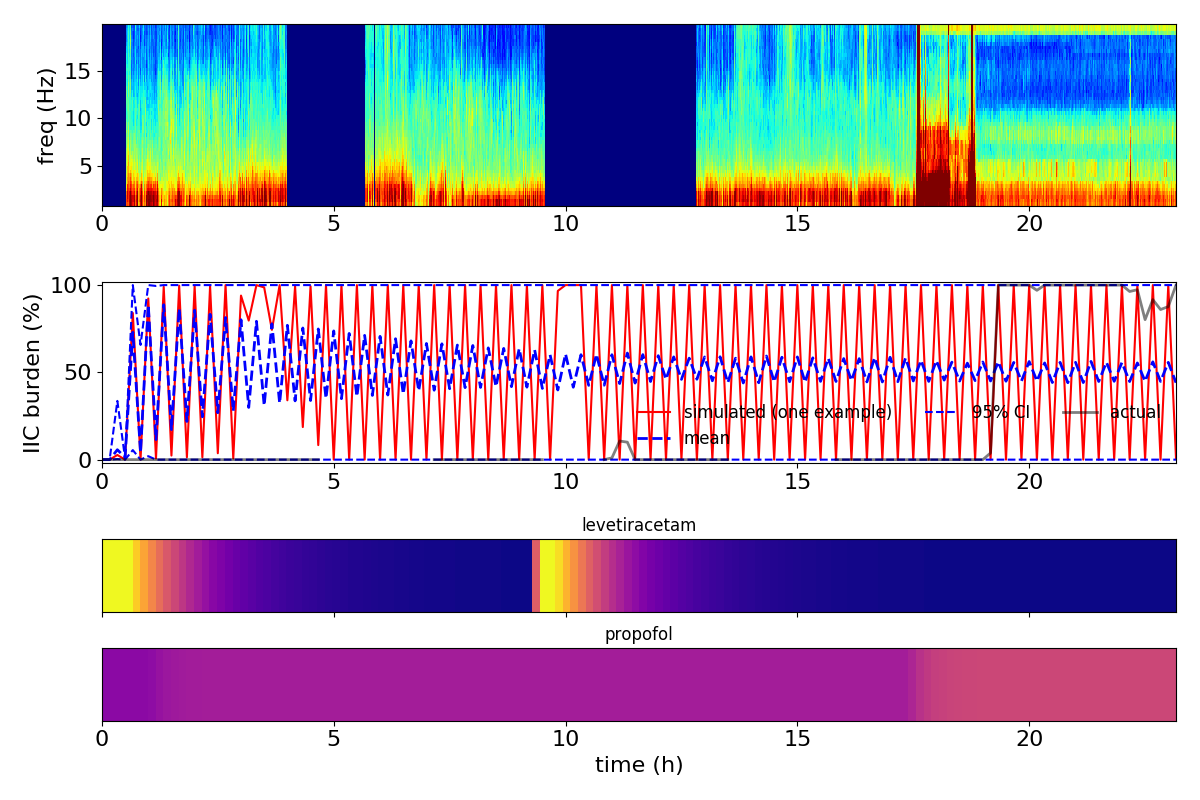 freq (Hz)
15
10
5
0 5 10 15 20
IIC burden (%)
100
50
0
simulated (one example) 95% CI actual
mean
0 5 10 15 20
levetiracetam
propofol
0 5 10 15 20
time (h)